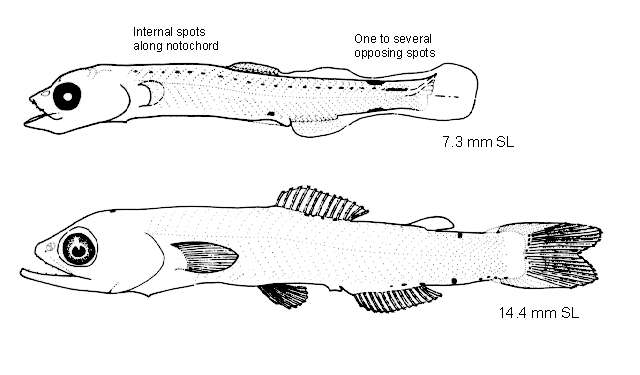 Internal spots
along notochord
One to several
opposing spots
7.3 mm SL
14.4 mm SL